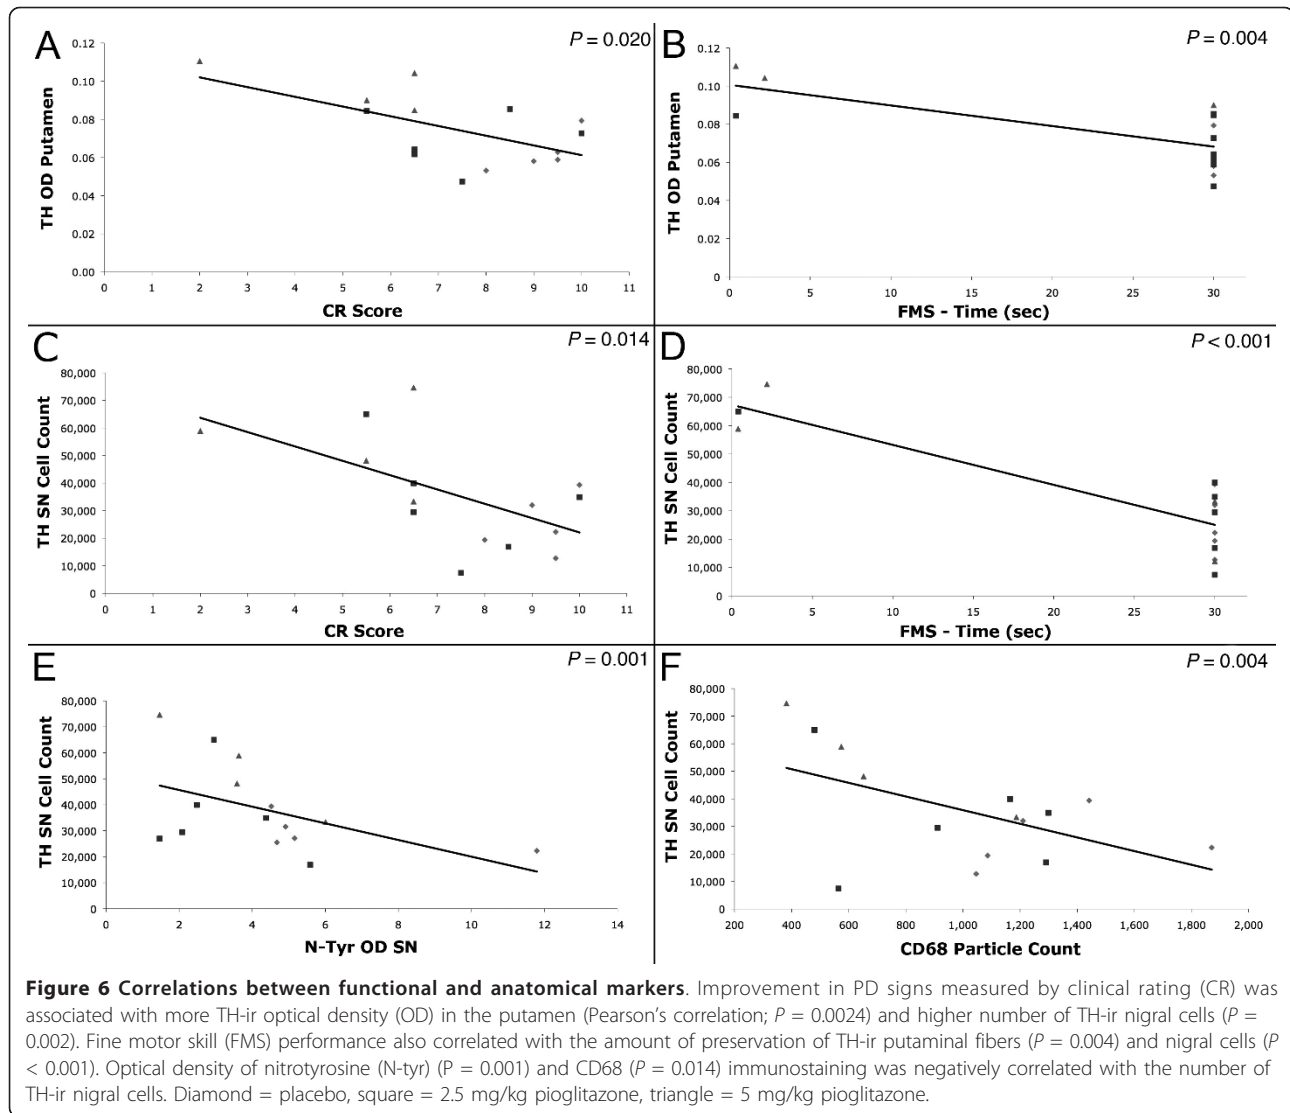 A
P = 0.020
0.12
0.10
0.08
0.06
0.04
0.02
0.00
TH OD Putamen
0 1 2 3 4 5 6 7 8 9 10 11
CR Score
B
P = 0.004
0.12
0.10
0.08
0.06
0.04
0.02
0
TH OD Putamen
0 5 10 15 20 25 30
FMS - Time (sec)
C
P = 0.014
80,000
70,000
60,000
50,000
40,000
30,000
20,000
10,000
0
TH SN Cell Count
0 1 2 3 4 5 6 7 8 9 10 11
CR Score
D
P < 0.001
80,000
70,000
60,000
50,000
40,000
30,000
20,000
10,000
0
TH SN Cell Count
0 5 10 15 20 25 30
FMS - Time (sec)
E
P = 0.001
80,000
70,000
60,000
50,000
40,000
30,000
20,000
10,000
0
TH SN Cell Count
0 2 4 6 8 10 12 14
N-Tyr OD SN
F
P = 0.004
80,000
70,000
60,000
50,000
40,000
30,000
20,000
10,000
0
TH SN Cell Count
200 400 600 800 1,000 1,200 1,400 1,600 1,800 2,000
CD68 Particle Count
Figure 6 Correlations between functional and anatomical markers. Improvement in PD signs measured by clinical rating (CR) was
associated with more TH-ir optical density (OD) in the putamen (Pearson's correlation; P = 0.0024) and higher number of TH-ir nigral cells (P =
0.002). Fine motor skill (FMS) performance also correlated with the amount of preservation of TH-ir putaminal fibers (P = 0.004) and nigral cells (P
< 0.001). Optical density of nitrotyrosine (N-tyr) (P = 0.001) and CD68 (P = 0.014) immunostaining was negatively correlated with the number of
TH-ir nigral cells. Diamond = placebo, square = 2.5 mg/kg pioglitazone, triangle = 5 mg/kg pioglitazone.